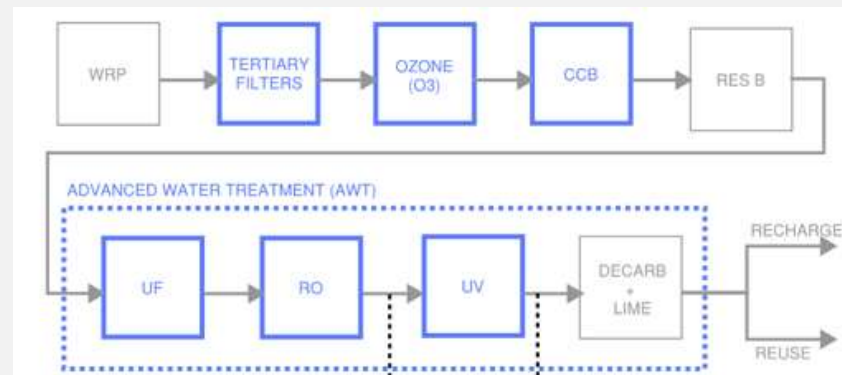 WRP
TERTIARY
FILTERS
OZONE
(O3)
CCB
RES B
ADVANCED WATER TREATMENT (AWT)
UF
RO
UV
DECARB
+
LIME
RECHARGE
REUSE